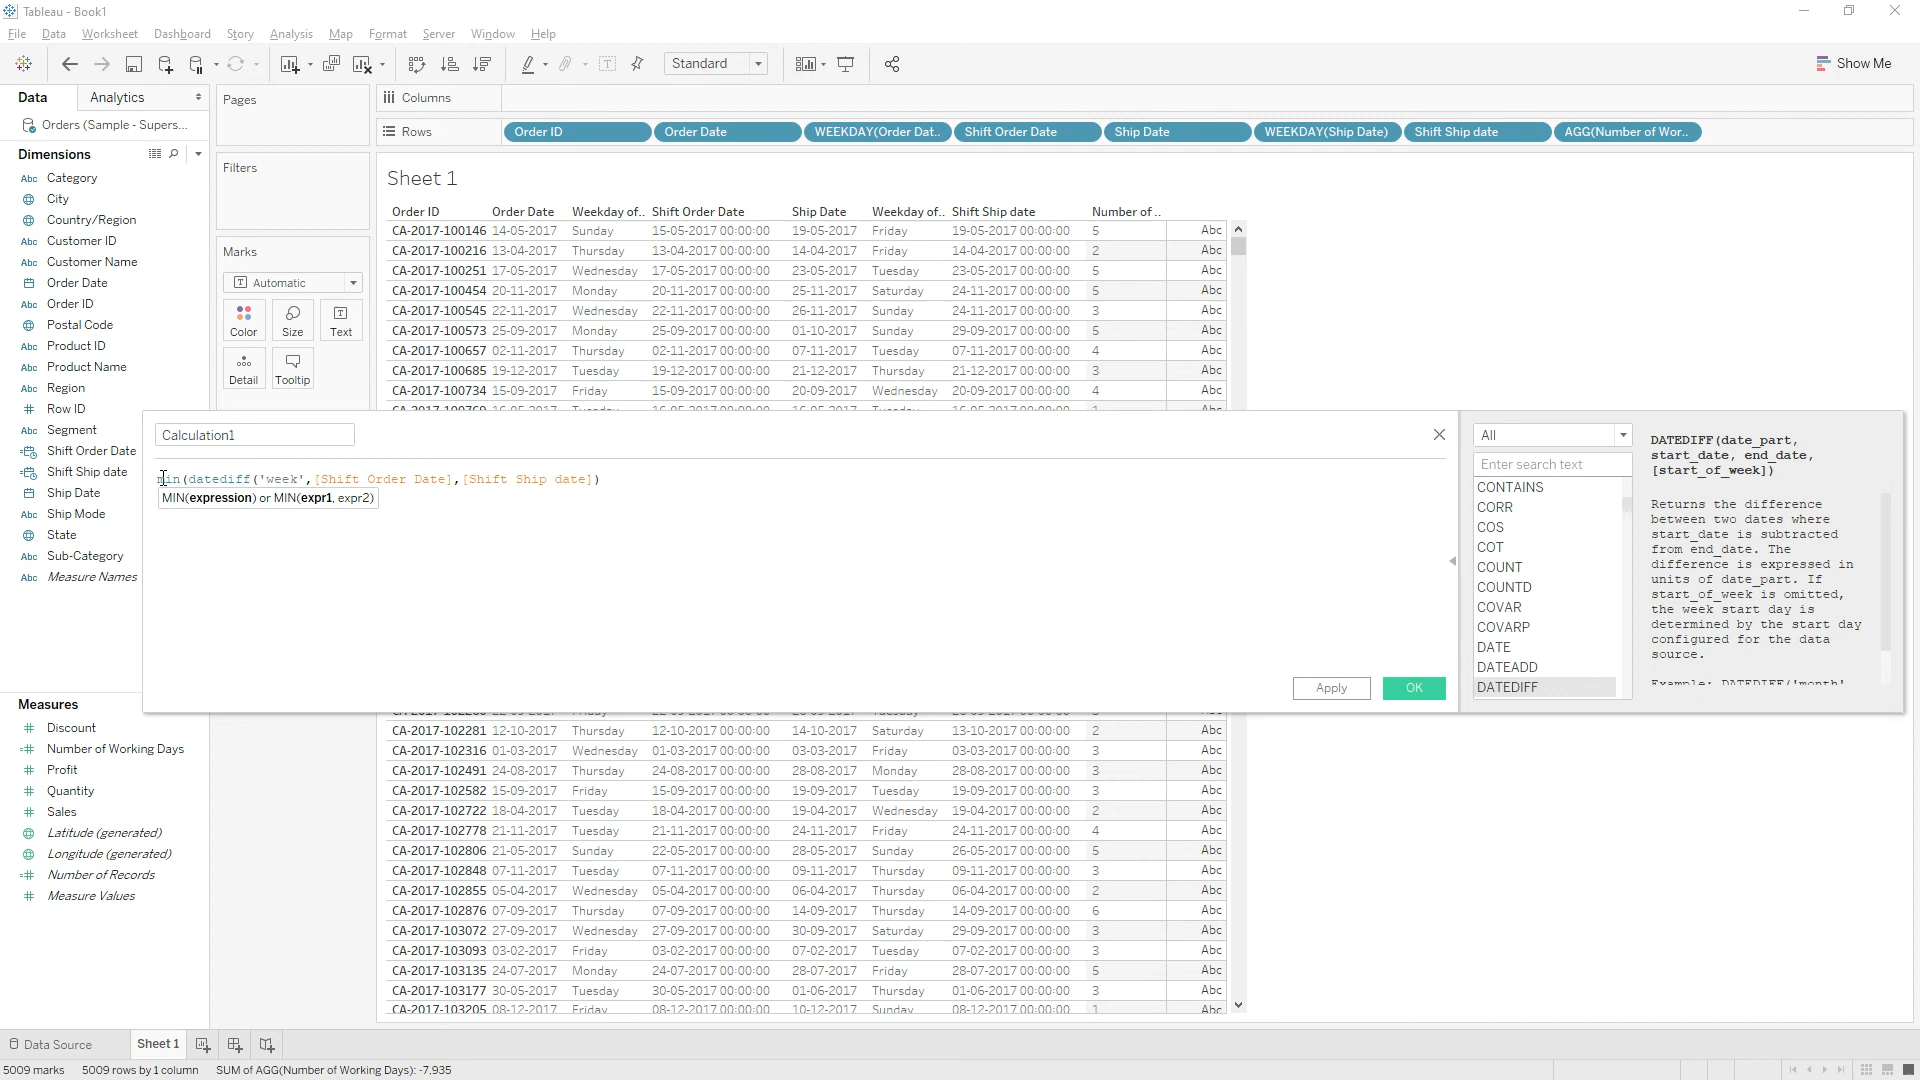 Tableau - Book1
File Data Worksheet Dashboard Story Analysis Map Format Server Window Help
Standard
Show Me
Data Analytics
Orders (Sample - Supers...
Dimensions
Abc Category
City
Country/Region
Abc Customer ID
Abc Customer Name
Order Date
Abc Order ID
Postal Code
Abc Product ID
Abc Product Name
Abc Region
# Row ID
Abc Segment
Shift Order Date
Shift Ship date
Ship Date
Abc Ship Mode
State
Abc Sub-Category
Abc Measure Names
Measures
# Discount
=# Number of Working Days
# Profit
# Quantity
# Sales
Latitude (generated)
Longitude (generated)
=# Number of Records
# Measure Values
Pages
Filters
Marks
Automatic
Color Size Text
Detail Tooltip
Columns
Rows Order ID Order Date WEEKDAY(Order Dat.. Shift Order Date Ship Date WEEKDAY(Ship Date) Shift Ship date AGG(Number of Wor..
Sheet 1
Order ID Order Date Weekday of.. Shift Order Date Ship Date Weekday of.. Shift Ship date Number of ..
CA-2017-100146 14-05-2017 Sunday 15-05-2017 00:00:00 19-05-2017 Friday 19-05-2017 00:00:00 5 Abc
CA-2017-100216 13-04-2017 Thursday 13-04-2017 00:00:00 14-04-2017 Friday 14-04-2017 00:00:00 2 Abc
CA-2017-100251 17-05-2017 Wednesday 17-05-2017 00:00:00 23-05-2017 Tuesday 23-05-2017 00:00:00 5 Abc
CA-2017-100454 20-11-2017 Monday 20-11-2017 00:00:00 25-11-2017 Saturday 24-11-2017 00:00:00 5 Abc
CA-2017-100545 22-11-2017 Wednesday 22-11-2017 00:00:00 26-11-2017 Sunday 24-11-2017 00:00:00 3 Abc
CA-2017-100573 25-09-2017 Monday 25-09-2017 00:00:00 01-10-2017 Sunday 29-09-2017 00:00:00 5 Abc
CA-2017-100657 02-11-2017 Thursday 02-11-2017 00:00:00 07-11-2017 Tuesday 07-11-2017 00:00:00 4 Abc
CA-2017-100685 19-12-2017 Tuesday 19-12-2017 00:00:00 21-12-2017 Thursday 21-12-2017 00:00:00 3 Abc
CA-2017-100734 15-09-2017 Friday 15-09-2017 00:00:00 20-09-2017 Wednesday 20-09-2017 00:00:00 4 Abc
Calculation1
min(datediff('week',[Shift Order Date],[Shift Ship date])
MIN(expression) or MIN(expr1, expr2)
Apply OK
All
Enter search text
CONTAINS
CORR
COS
COT
COUNT
COUNTD
COVAR
COVARP
DATE
DATEADD
DATEDIFF
DATEDIFF(date_part,
start_date, end_date,
[start_of_week])
Returns the difference
between two dates where
start_date is subtracted
from end_date. The
difference is expressed in
units of date_part. If
start_of_week is omitted,
the week start day is
determined by the start day
configured for the data
source.
Example: DATEDIFF('month'
CA-2017-102281 12-10-2017 Thursday 12-10-2017 00:00:00 14-10-2017 Saturday 13-10-2017 00:00:00 2 Abc
CA-2017-102316 01-03-2017 Wednesday 01-03-2017 00:00:00 03-03-2017 Friday 03-03-2017 00:00:00 3 Abc
CA-2017-102491 24-08-2017 Thursday 24-08-2017 00:00:00 28-08-2017 Monday 28-08-2017 00:00:00 3 Abc
CA-2017-102582 15-09-2017 Friday 15-09-2017 00:00:00 19-09-2017 Tuesday 19-09-2017 00:00:00 3 Abc
CA-2017-102722 18-04-2017 Tuesday 18-04-2017 00:00:00 19-04-2017 Wednesday 19-04-2017 00:00:00 2 Abc
CA-2017-102778 21-11-2017 Tuesday 21-11-2017 00:00:00 24-11-2017 Friday 24-11-2017 00:00:00 4 Abc
CA-2017-102806 21-05-2017 Sunday 22-05-2017 00:00:00 28-05-2017 Sunday 26-05-2017 00:00:00 5 Abc
CA-2017-102848 07-11-2017 Tuesday 07-11-2017 00:00:00 09-11-2017 Thursday 09-11-2017 00:00:00 3 Abc
CA-2017-102855 05-04-2017 Wednesday 05-04-2017 00:00:00 06-04-2017 Thursday 06-04-2017 00:00:00 2 Abc
CA-2017-102876 07-09-2017 Thursday 07-09-2017 00:00:00 14-09-2017 Thursday 14-09-2017 00:00:00 6 Abc
CA-2017-103072 27-09-2017 Wednesday 27-09-2017 00:00:00 30-09-2017 Saturday 29-09-2017 00:00:00 3 Abc
CA-2017-103093 03-02-2017 Friday 03-02-2017 00:00:00 07-02-2017 Tuesday 07-02-2017 00:00:00 3 Abc
CA-2017-103135 24-07-2017 Monday 24-07-2017 00:00:00 28-07-2017 Friday 28-07-2017 00:00:00 5 Abc
CA-2017-103177 30-05-2017 Tuesday 30-05-2017 00:00:00 01-06-2017 Thursday 01-06-2017 00:00:00 3 Abc
CA-2017-103205 08-12-2017 Friday 08-12-2017 00:00:00 10-12-2017 Sunday 08-12-2017 00:00:00 1 Abc
Data Source Sheet 1
5009 marks 5009 rows by 1 column SUM of AGG(Number of Working Days): -7,935